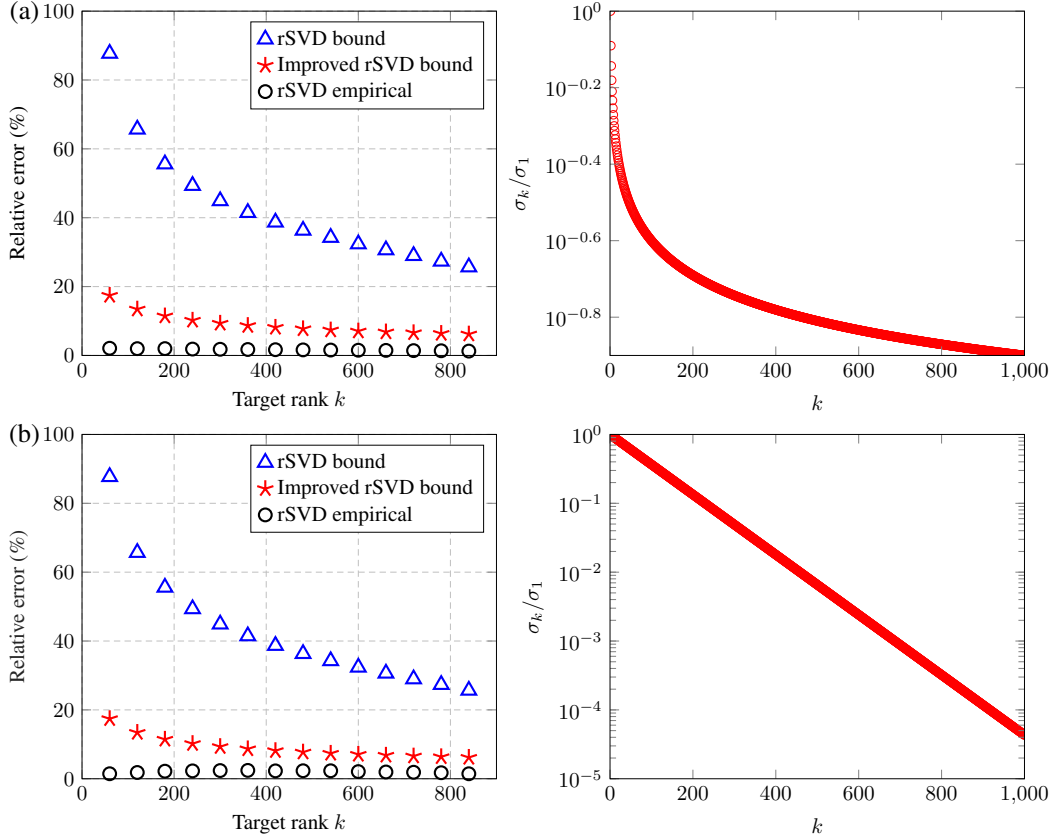 (a)
100
80
60
40
20
0
0
200
400
600
800
Relative error (%)
Target rank k
rSVD bound
Improved rSVD bound
rSVD empirical
10^0
10^−0.2
10^−0.4
10^−0.6
10^−0.8
0
200
400
600
800
1,000
σ_k/σ_1
k
(b)
100
80
60
40
20
0
0
200
400
600
800
Relative error (%)
Target rank k
rSVD bound
Improved rSVD bound
rSVD empirical
10^0
10^−1
10^−2
10^−3
10^−4
10^−5
0
200
400
600
800
1,000
σ_k/σ_1
k